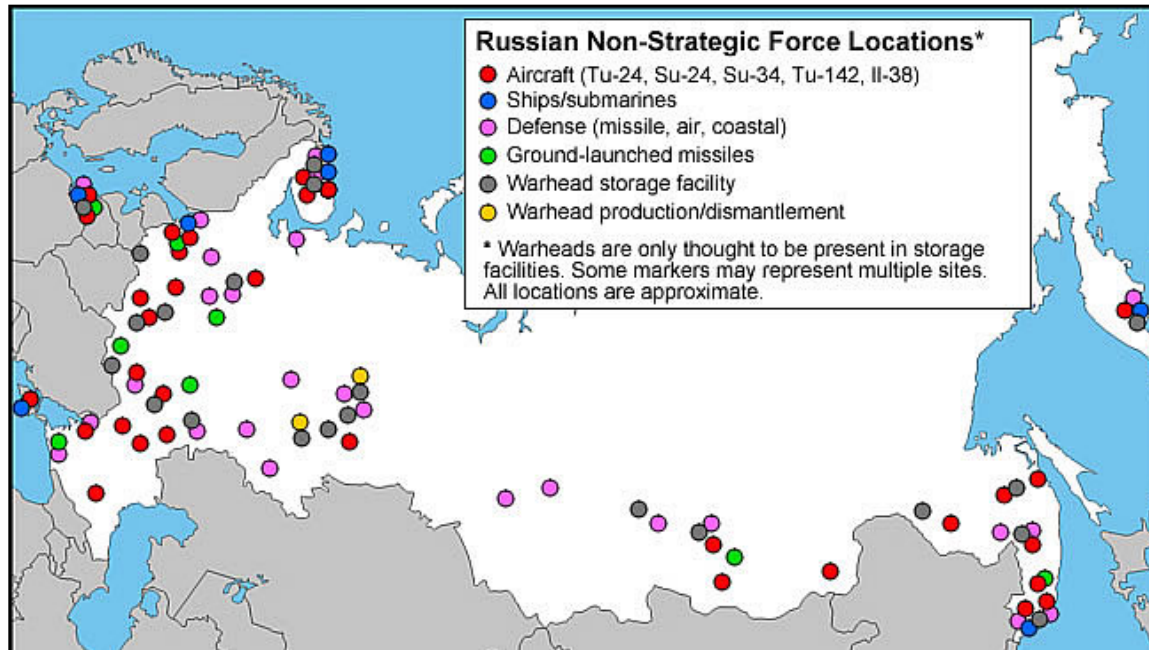 Russian Non-Strategic Force Locations*
Aircraft (Tu-24, Su-24, Su-34, Tu-142, Il-38)
Ships/submarines
Defense (missile, air, coastal)
Ground-launched missiles
Warhead storage facility
Warhead production/dismantlement
* Warheads are only thought to be present in storage
facilities. Some markers may represent multiple sites.
All locations are approximate.